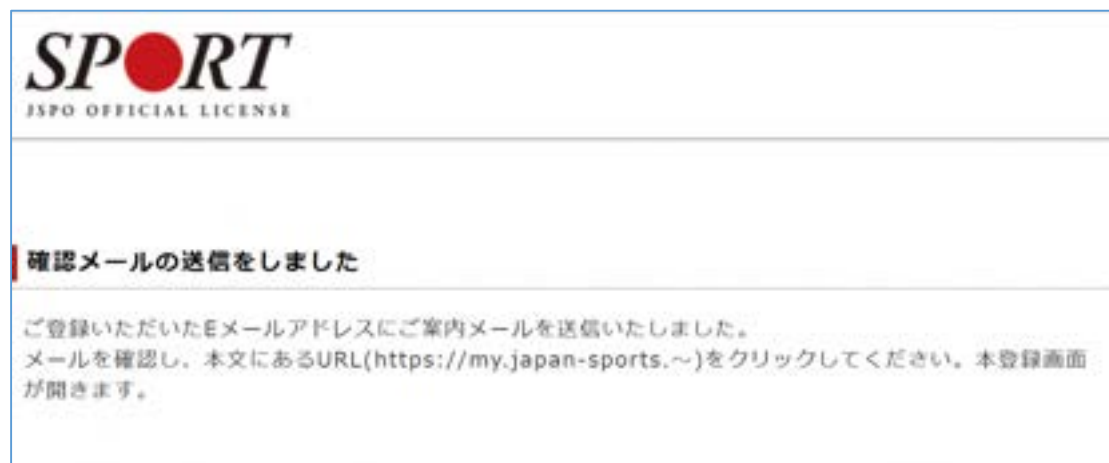 SPORT
JSPO OFFICIAL LICENSE
確認メールの送信をしました
ご登録いただいたEメールアドレスにご案内メールを送信いたしました。
メールを確認し、本文にあるURL(https://my.japan-sports.~)をクリックしてください。本登録画面
が開きます。